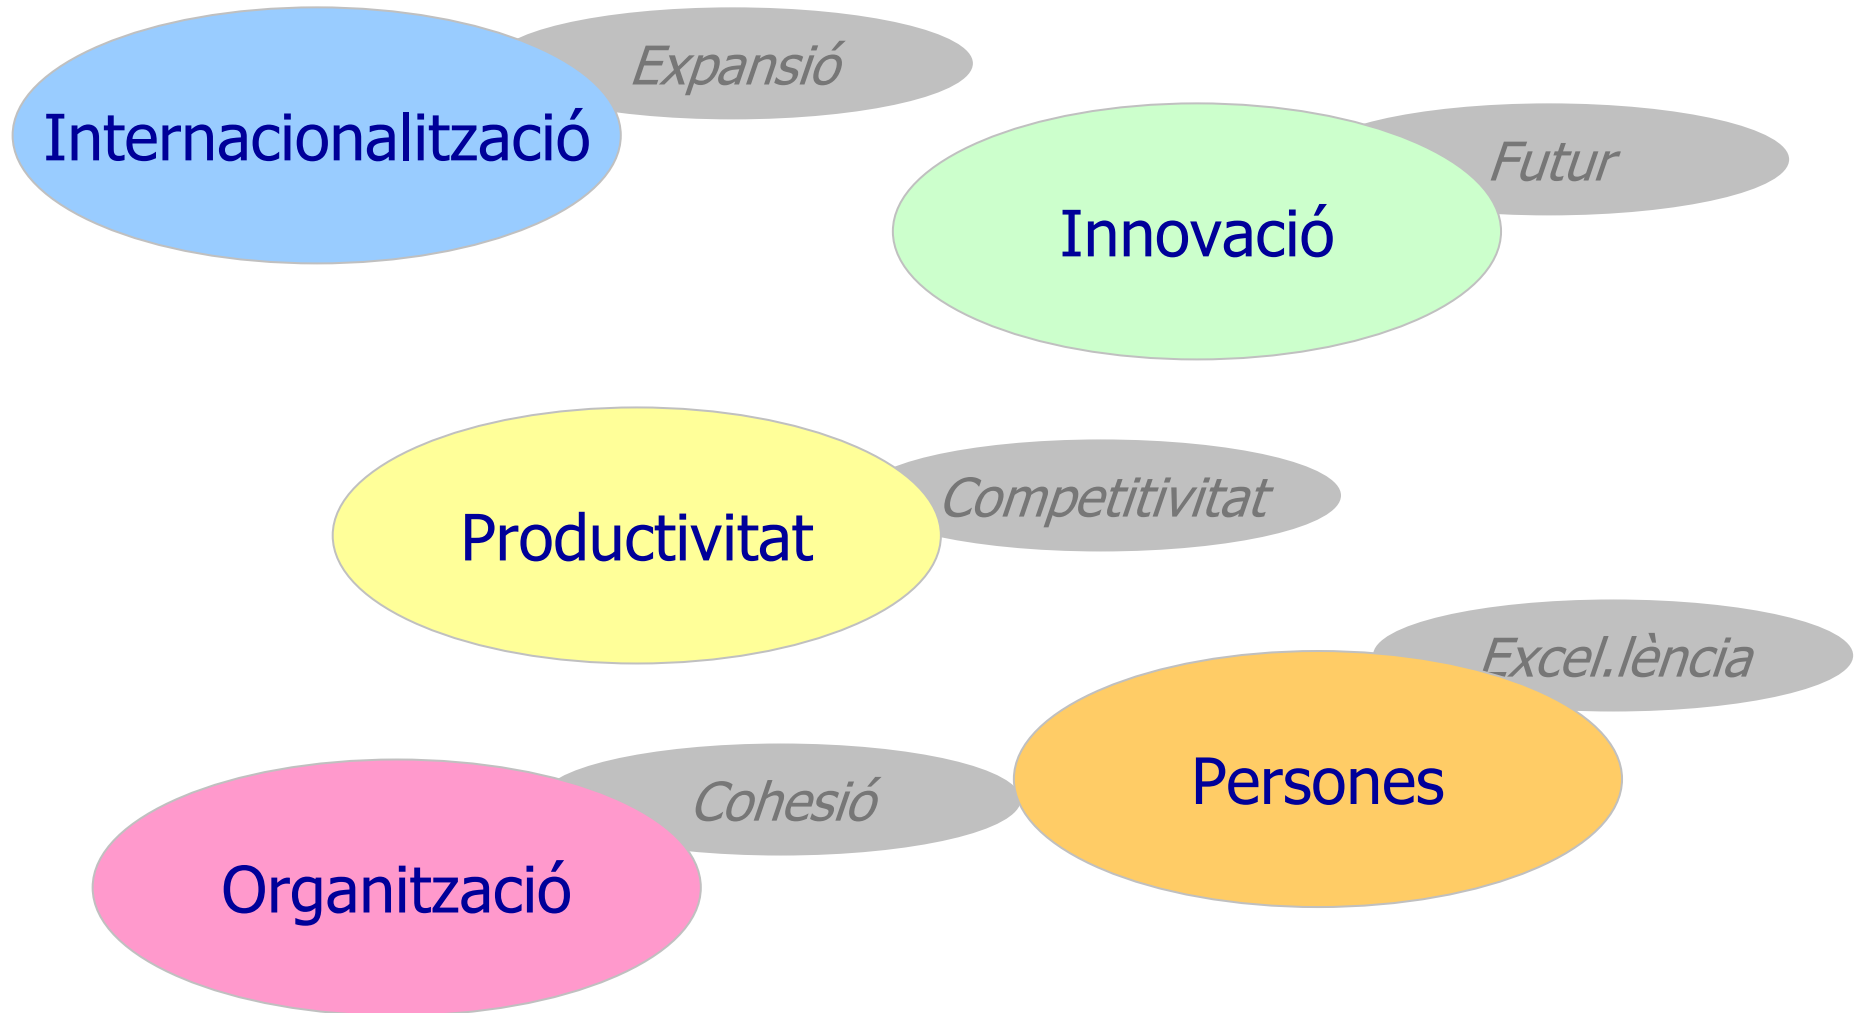 Expansió
Internacionalització
Futur
Innovació
Competitivitat
Productivitat
Excel.lència
Persones
Cohesió
Organització